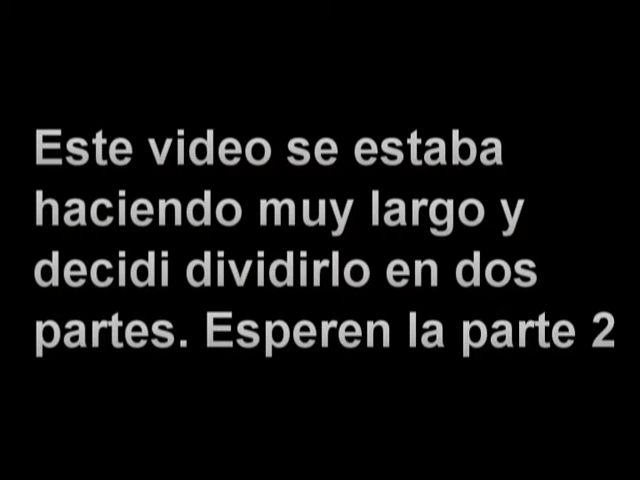 Este video se estaba
haciendo muy largo y
decidi dividirlo en dos
partes. Esperen la parte 2